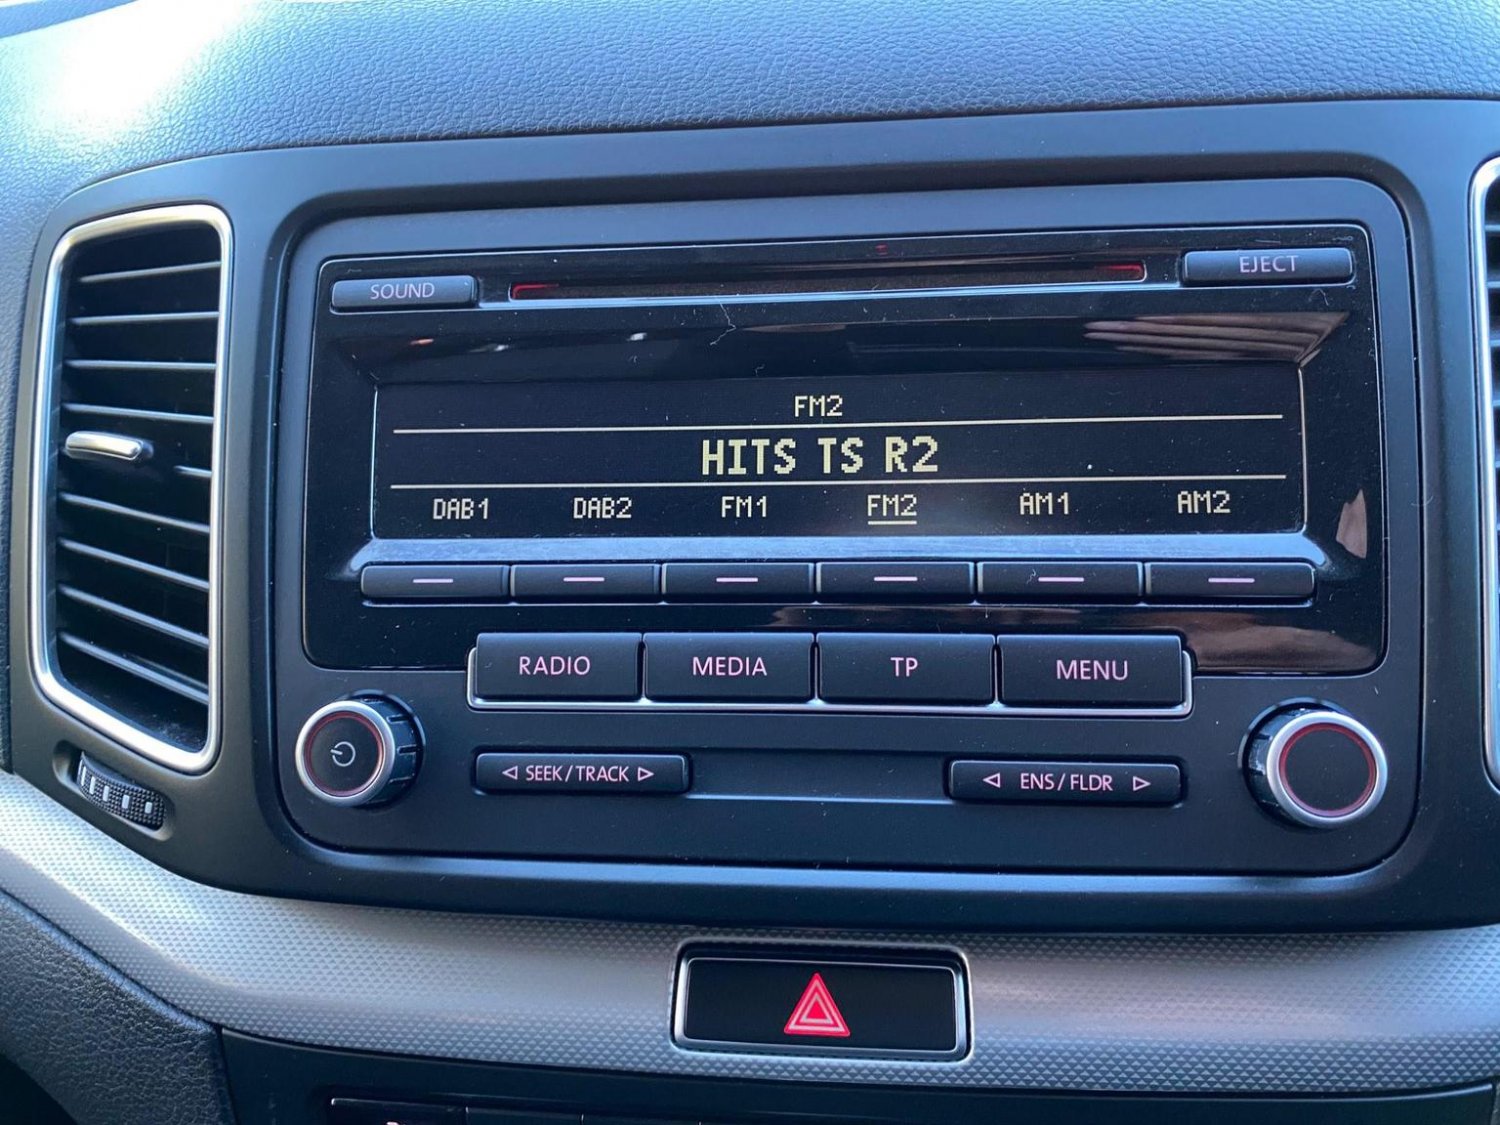 SOUND
EJECT
FM2
HITS TS R2
DAB1 DAB2 FM1 FM2 AM1 AM2
RADIO MEDIA TP MENU
SEEK/TRACK ENS/FLDR